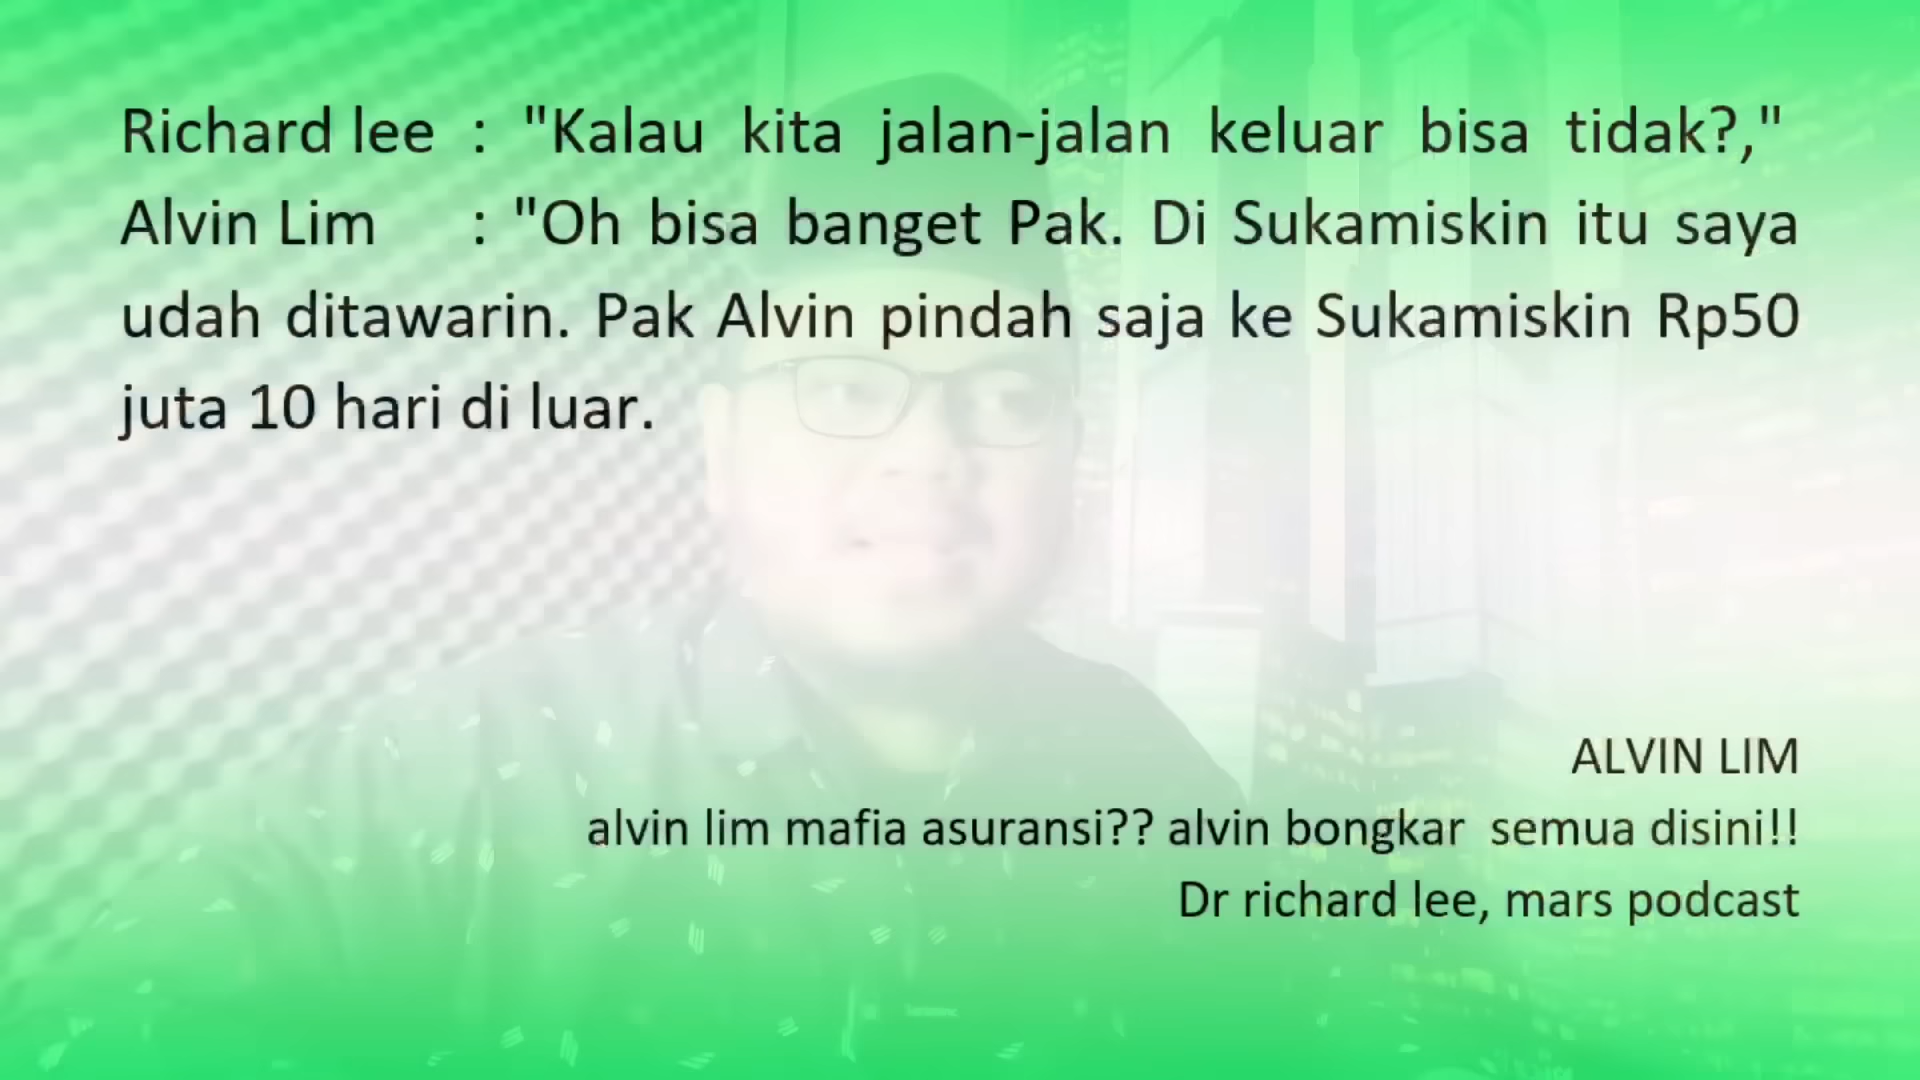 Richard lee : "Kalau kita jalan-jalan keluar bisa tidak?,"
Alvin Lim : "Oh bisa banget Pak. Di Sukamiskin itu saya
udah ditawarin. Pak Alvin pindah saja ke Sukamiskin Rp50
juta 10 hari di luar.
ALVIN LIM
alvin lim mafia asuransi?? alvin bongkar semua disini!!
Dr richard lee, mars podcast